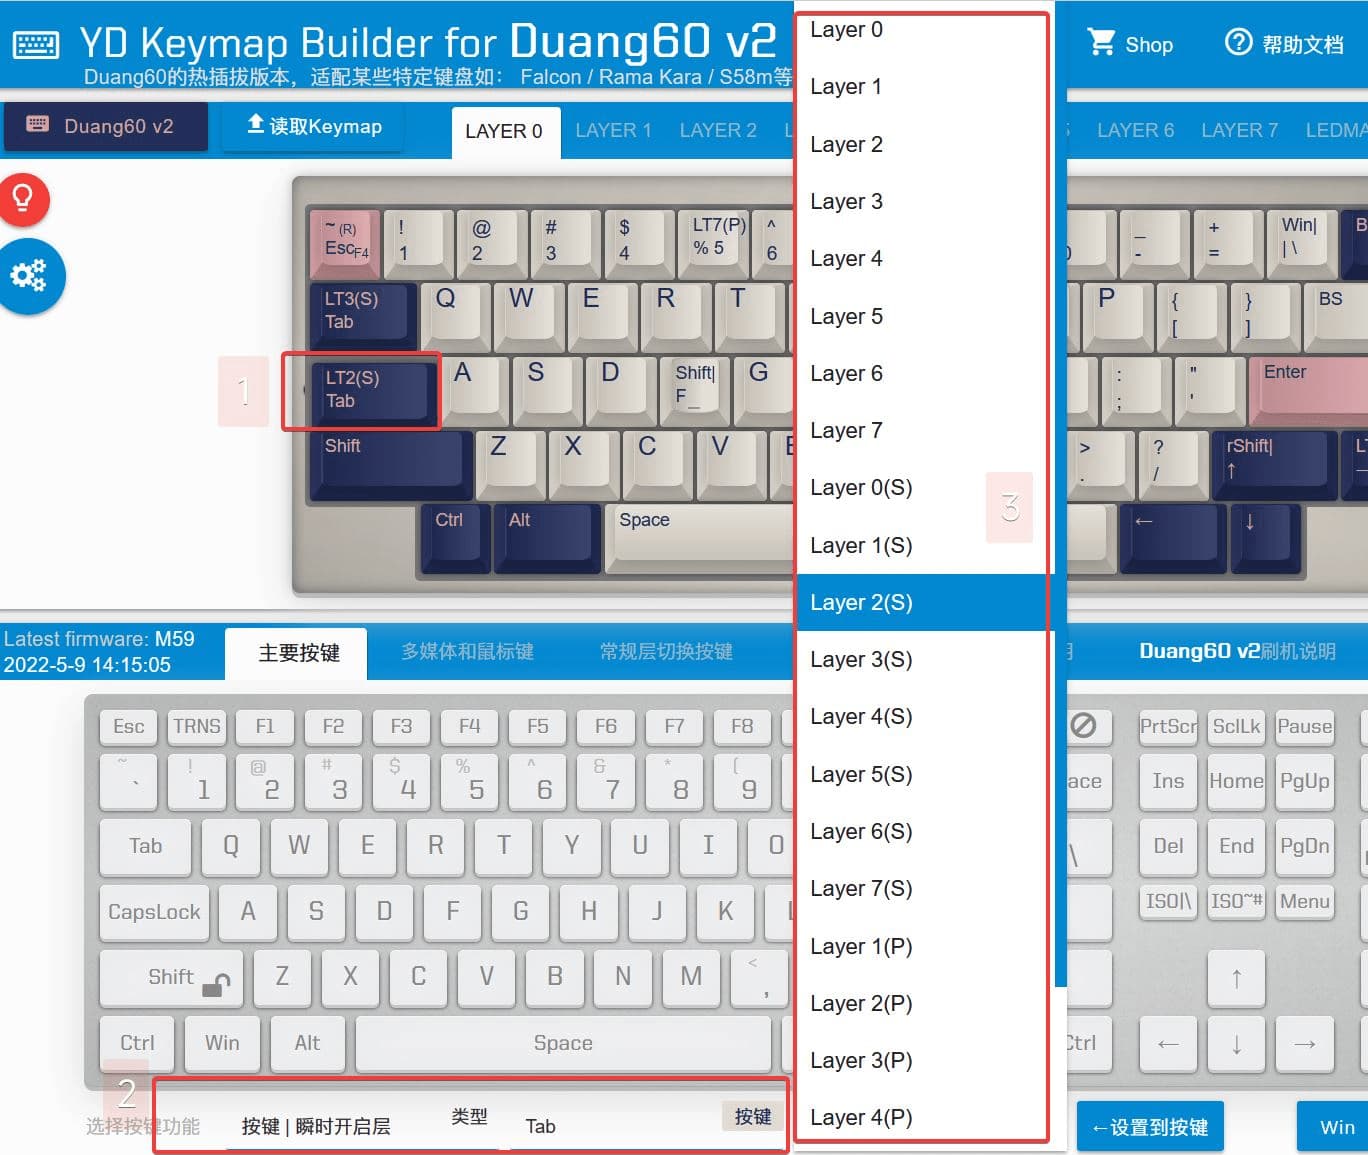 YD Keymap Builder for Duang60 v2
Duang60的热插拔版本，适配某些特定键盘如： Falcon / Rama Kara / S58m等
Shop
帮助文档
Duang60 v2
读取Keymap
LAYER 0
LAYER 1
LAYER 2
LAYER 6
LAYER 7
LEDMA
~ (R)
Esc F4
!
1
@
2
#
3
$
4
LT7(P)
% 5
^
6
_
-
+
=
Win|
| \
B
LT3(S)
Tab
Q
W
E
R
T
P
{
[
}
]
BS
1
LT2(S)
Tab
A
S
D
Shift|
F _
G
:
;
"
'
Enter
Shift
Z
X
C
V
>
.
?
/
rShift|
↑
Ctrl
Alt
Space
←
↓
Layer 0
Layer 1
Layer 2
Layer 3
Layer 4
Layer 5
Layer 6
Layer 7
Layer 0(S)
3
Layer 1(S)
Layer 2(S)
Layer 3(S)
Layer 4(S)
Layer 5(S)
Layer 6(S)
Layer 7(S)
Layer 1(P)
Layer 2(P)
Layer 3(P)
Layer 4(P)
Latest firmware: M59
2022-5-9 14:15:05
主要按键
多媒体和鼠标键
常规层切换按键
Duang60 v2刷机说明
Esc
TRNS
F1
F2
F3
F4
F5
F6
F7
F8
PrtScr
SclLk
Pause
~
`
!
1
@
2
#
3
$
4
%
5
^
6
&
7
*
8
(
9
ace
Ins
Home
PgUp
Tab
Q
W
E
R
T
Y
U
I
O
\
Del
End
PgDn
CapsLock
A
S
D
F
G
H
J
K
ISO|\
ISO~#
Menu
Shift
Z
X
C
V
B
N
M
<
,
↑
Ctrl
Win
Alt
Space
Ctrl
←
↓
→
2
选择按键功能
按键 | 瞬时开启层
类型
Tab
按键
←设置到按键
Win